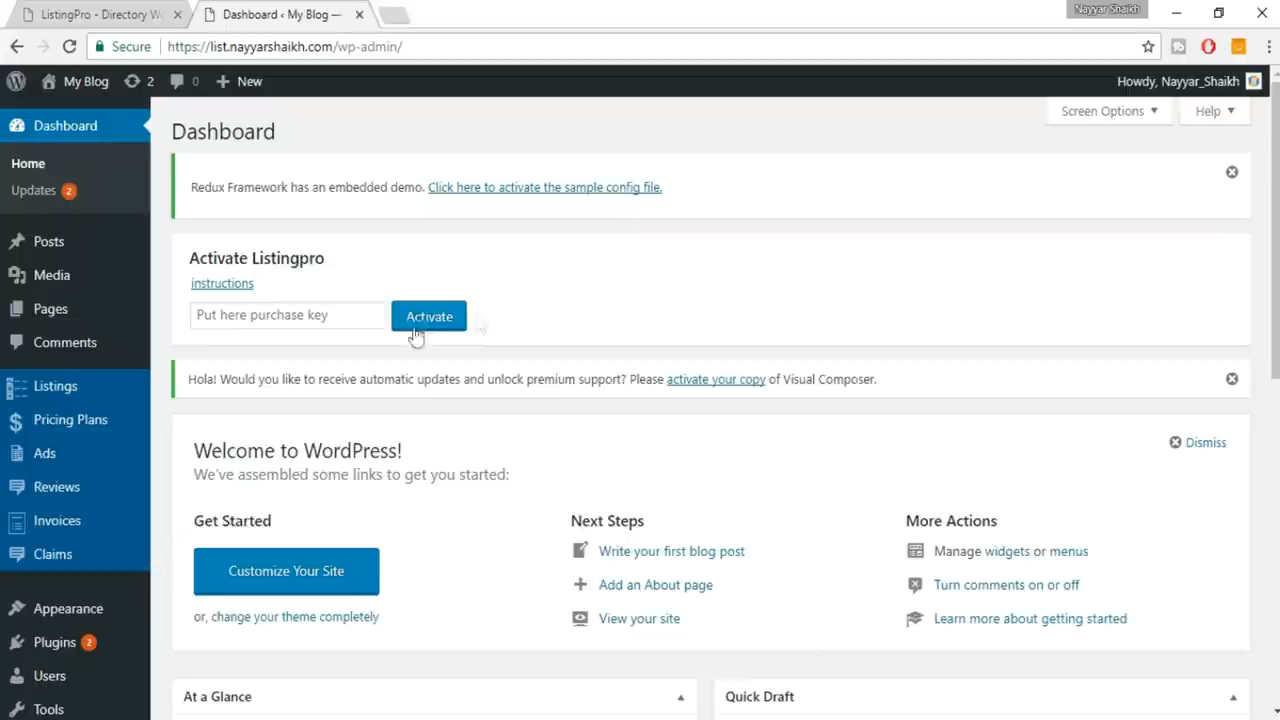 ListingPro - Directory W
Dashboard ‹ My Blog —
Nayyar Shaikh
Secure
https://list.nayyarshaikh.com/wp-admin/
My Blog
2
0
New
Howdy, Nayyar_Shaikh
Dashboard
Home
Updates 2
Posts
Media
Pages
Comments
Listings
Pricing Plans
Ads
Reviews
Invoices
Claims
Appearance
Plugins 2
Users
Tools
Screen Options
Help
Dashboard
Redux Framework has an embedded demo. Click here to activate the sample config file.
Activate Listingpro
instructions
Put here purchase key
Activate
Hola! Would you like to receive automatic updates and unlock premium support? Please activate your copy of Visual Composer.
Welcome to WordPress!
Dismiss
We've assembled some links to get you started:
Get Started
Customize Your Site
or, change your theme completely
Next Steps
Write your first blog post
Add an About page
View your site
More Actions
Manage widgets or menus
Turn comments on or off
Learn more about getting started
At a Glance
Quick Draft